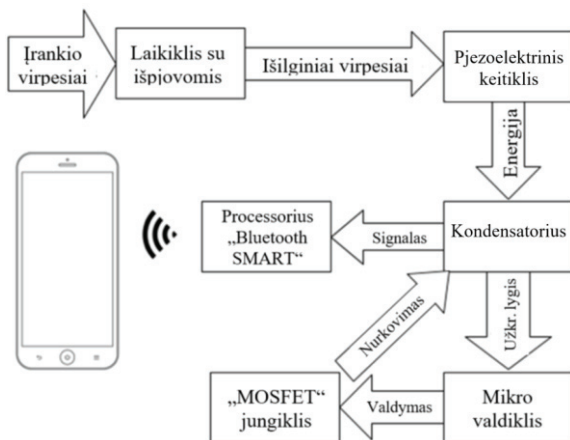 Įrankio
virpesiai
Laikiklis su
išpjovomis
Išilginiai virpesiai
Pjezoelektrinis
keitiklis
Energija
Processorius
„Bluetooth
SMART“
Signalas
Kondensatorius
Nurkovimas
Užkr. lygis
„MOSFET“
jungiklis
Valdymas
Mikro
valdiklis